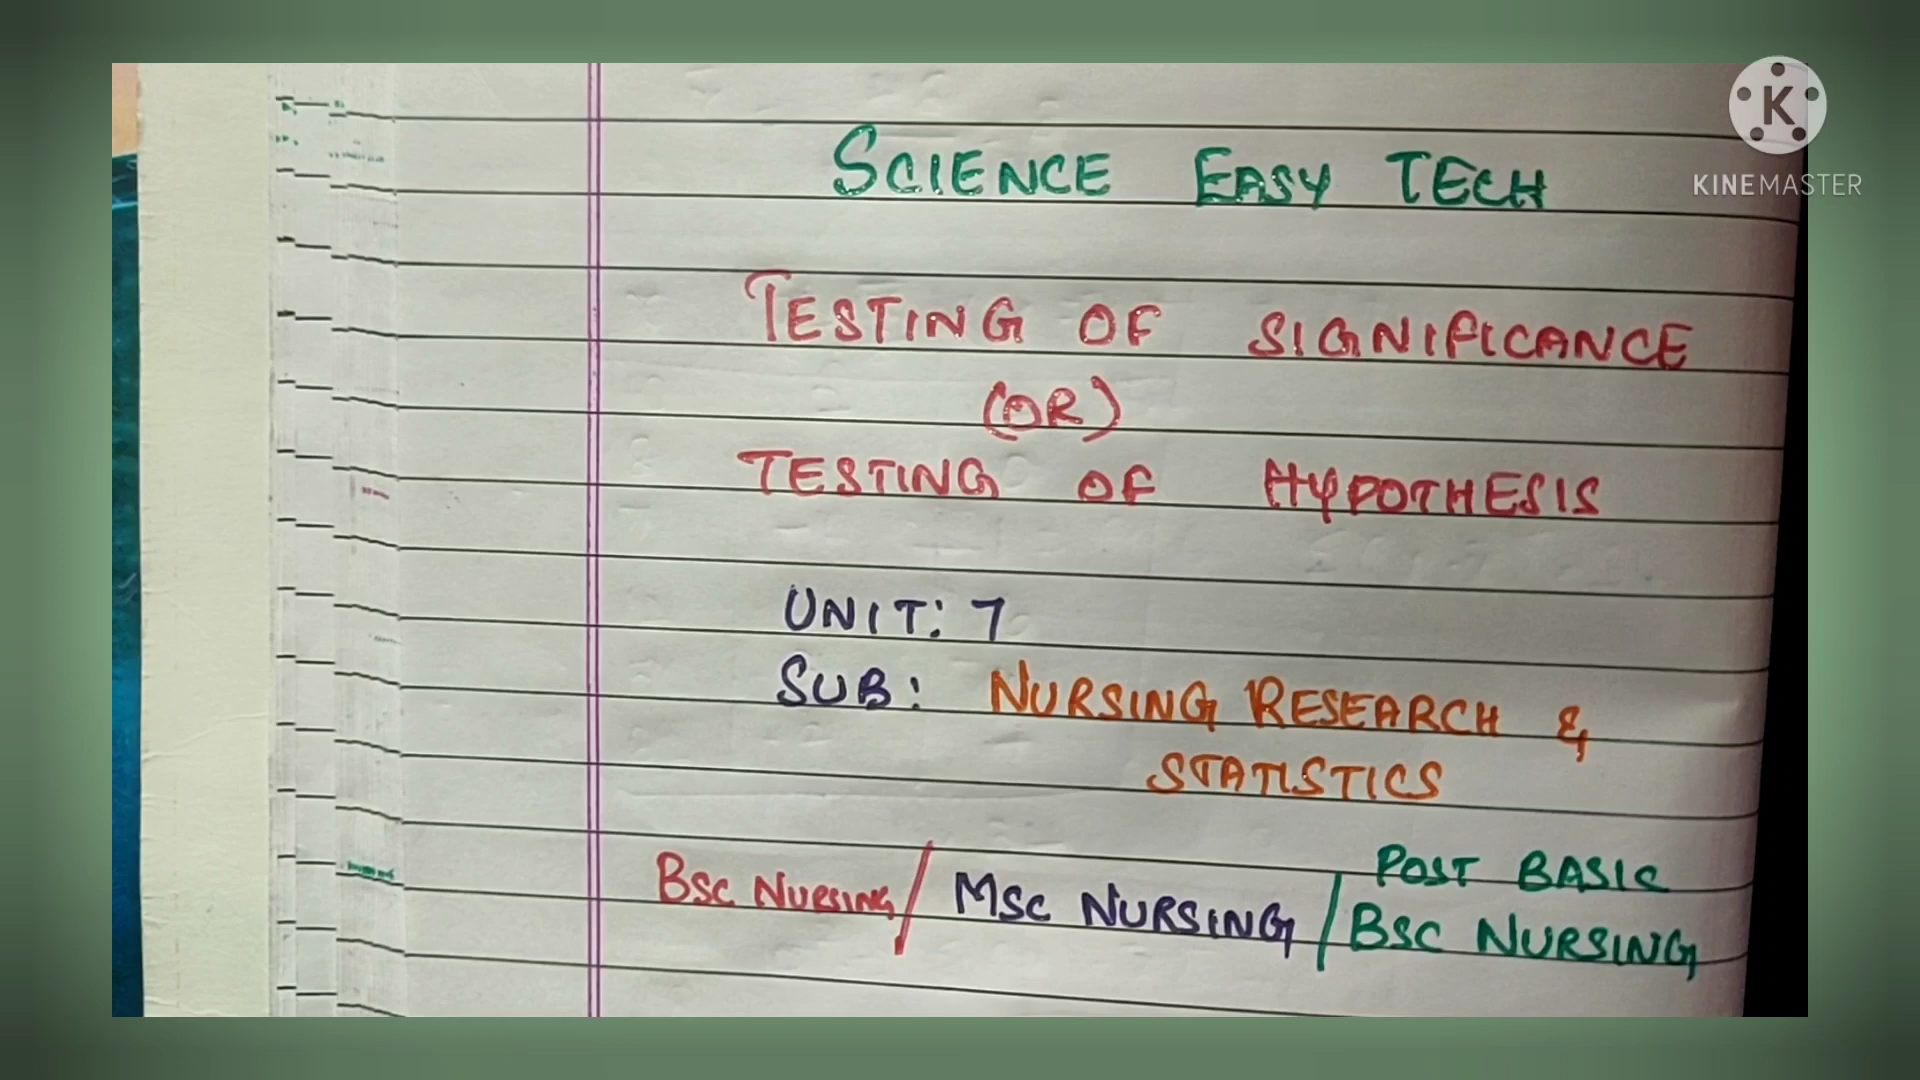 SCIENCE EASY TECH
TESTING OF SIGNIFICANCE
(OR)
TESTING OF HYPOTHESIS
UNIT: 7
SUB: NURSING RESEARCH &
STATISTICS
BSC NURSING / MSC NURSING / POST BASIC
BSC NURSING
K
KINEMASTER